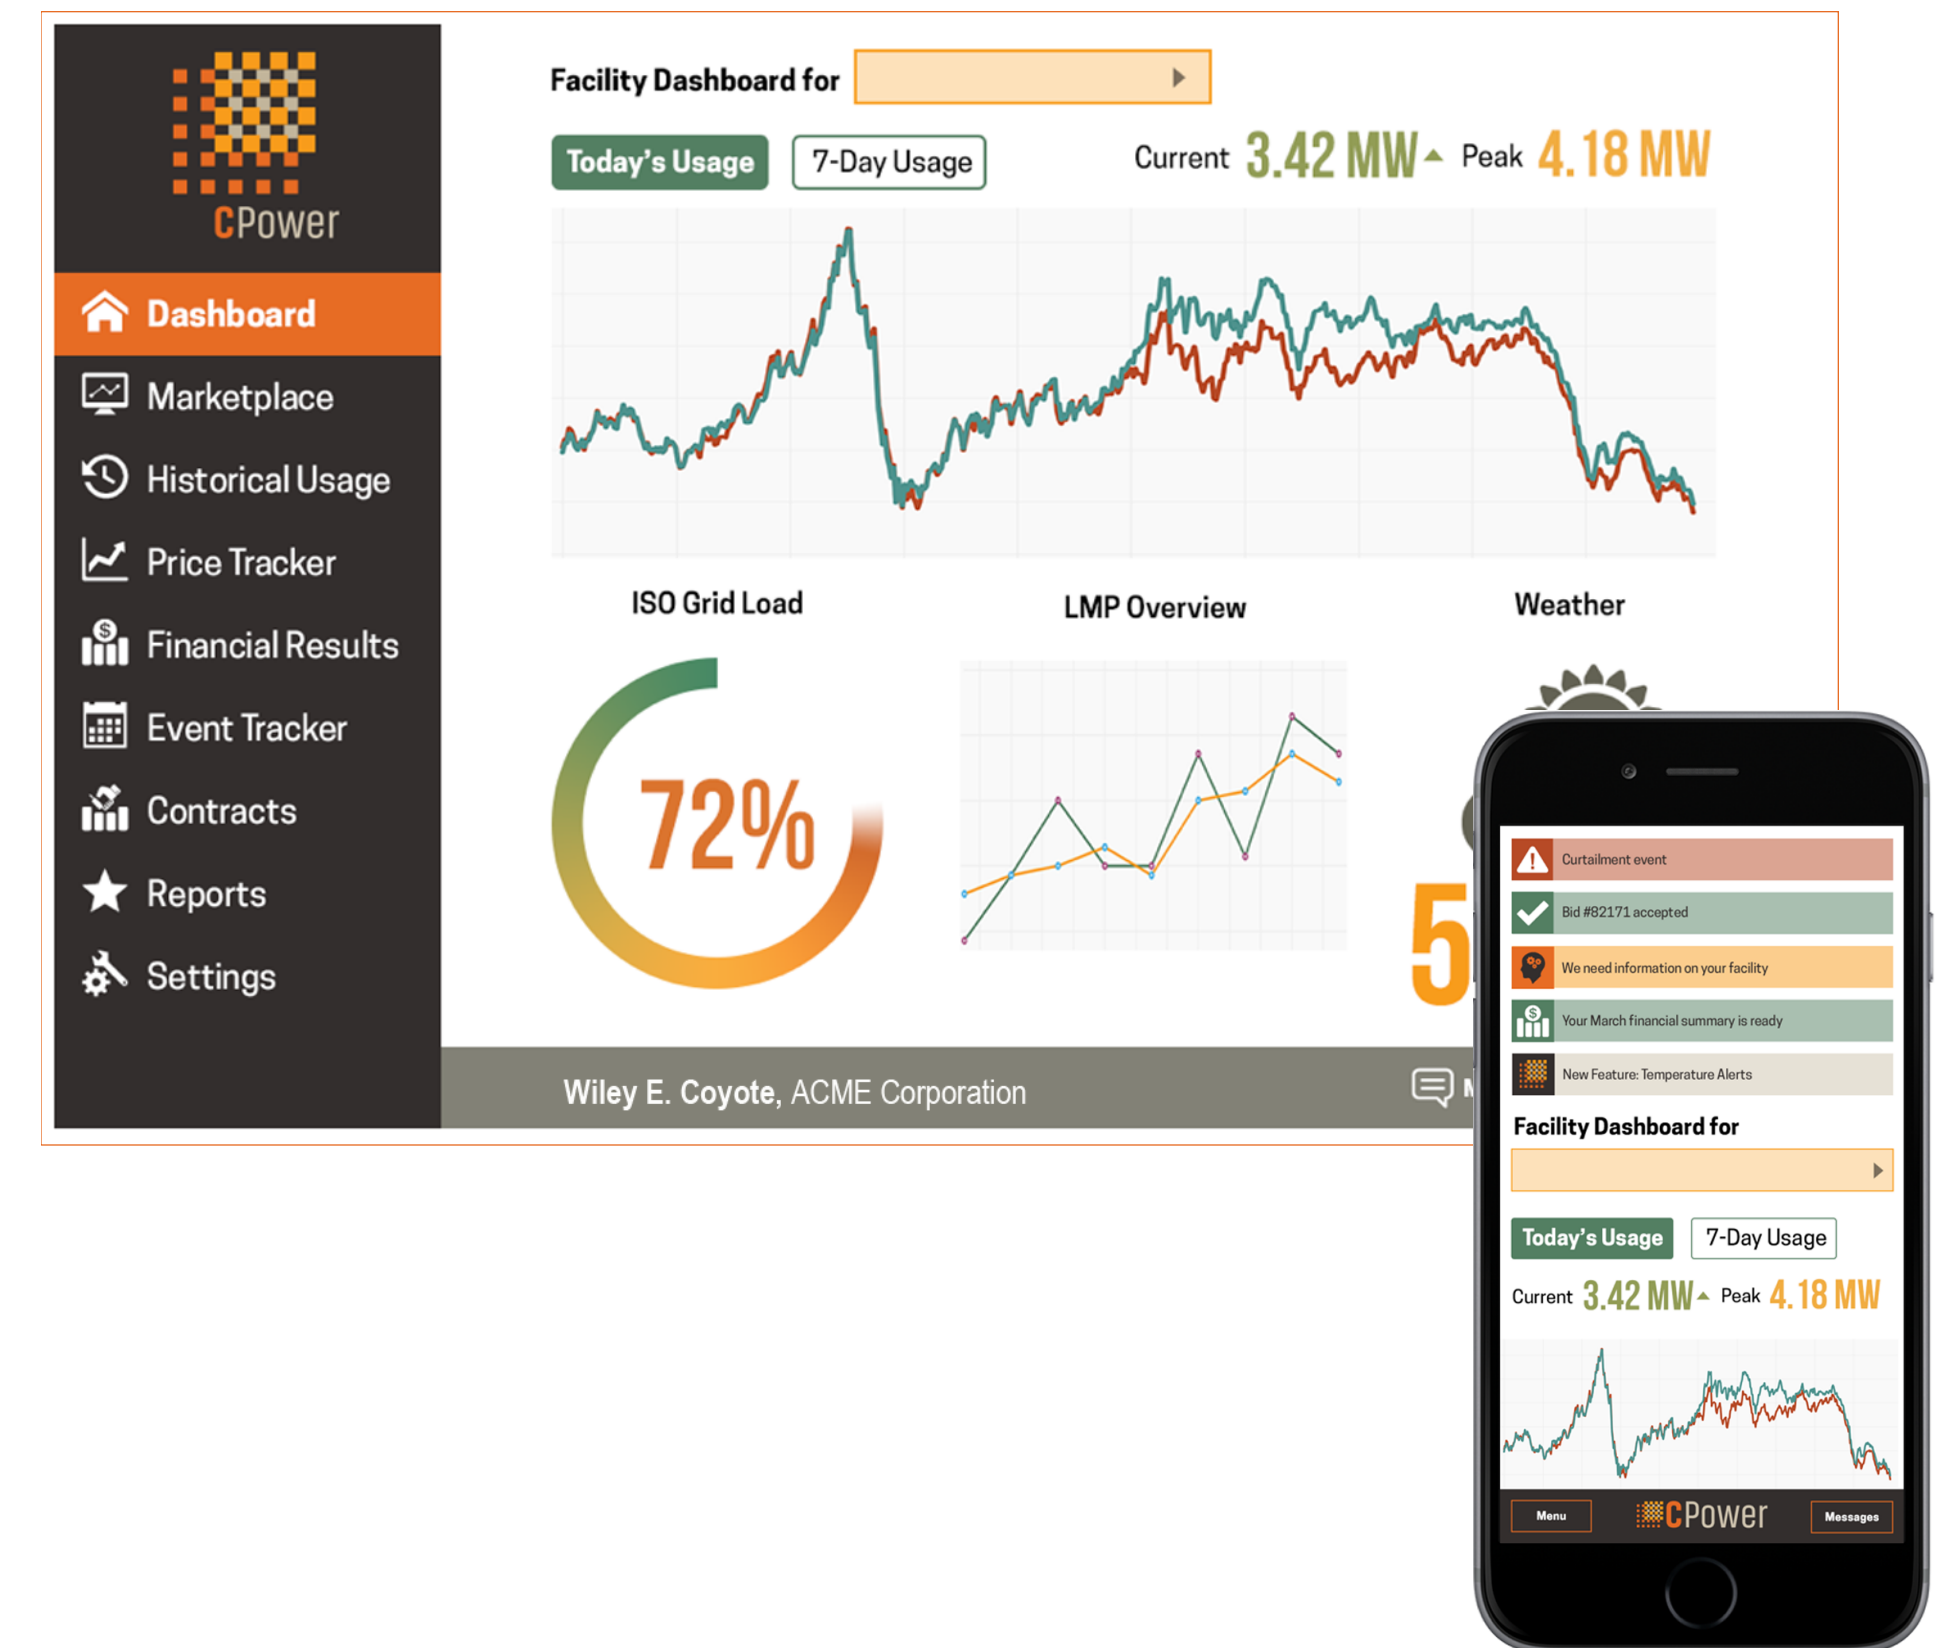 CPower
Dashboard
Marketplace
Historical Usage
Price Tracker
Financial Results
Event Tracker
Contracts
Reports
Settings
Facility Dashboard for
Today's Usage
7-Day Usage
Current 3.42 MW
Peak 4.18 MW
ISO Grid Load
72%
LMP Overview
Weather
5
Wiley E. Coyote, ACME Corporation
Curtailment event
Bid #82171 accepted
We need information on your facility
Your March financial summary is ready
New Feature: Temperature Alerts
Facility Dashboard for
Today's Usage
7-Day Usage
Current 3.42 MW
Peak 4.18 MW
Menu
CPower
Messages